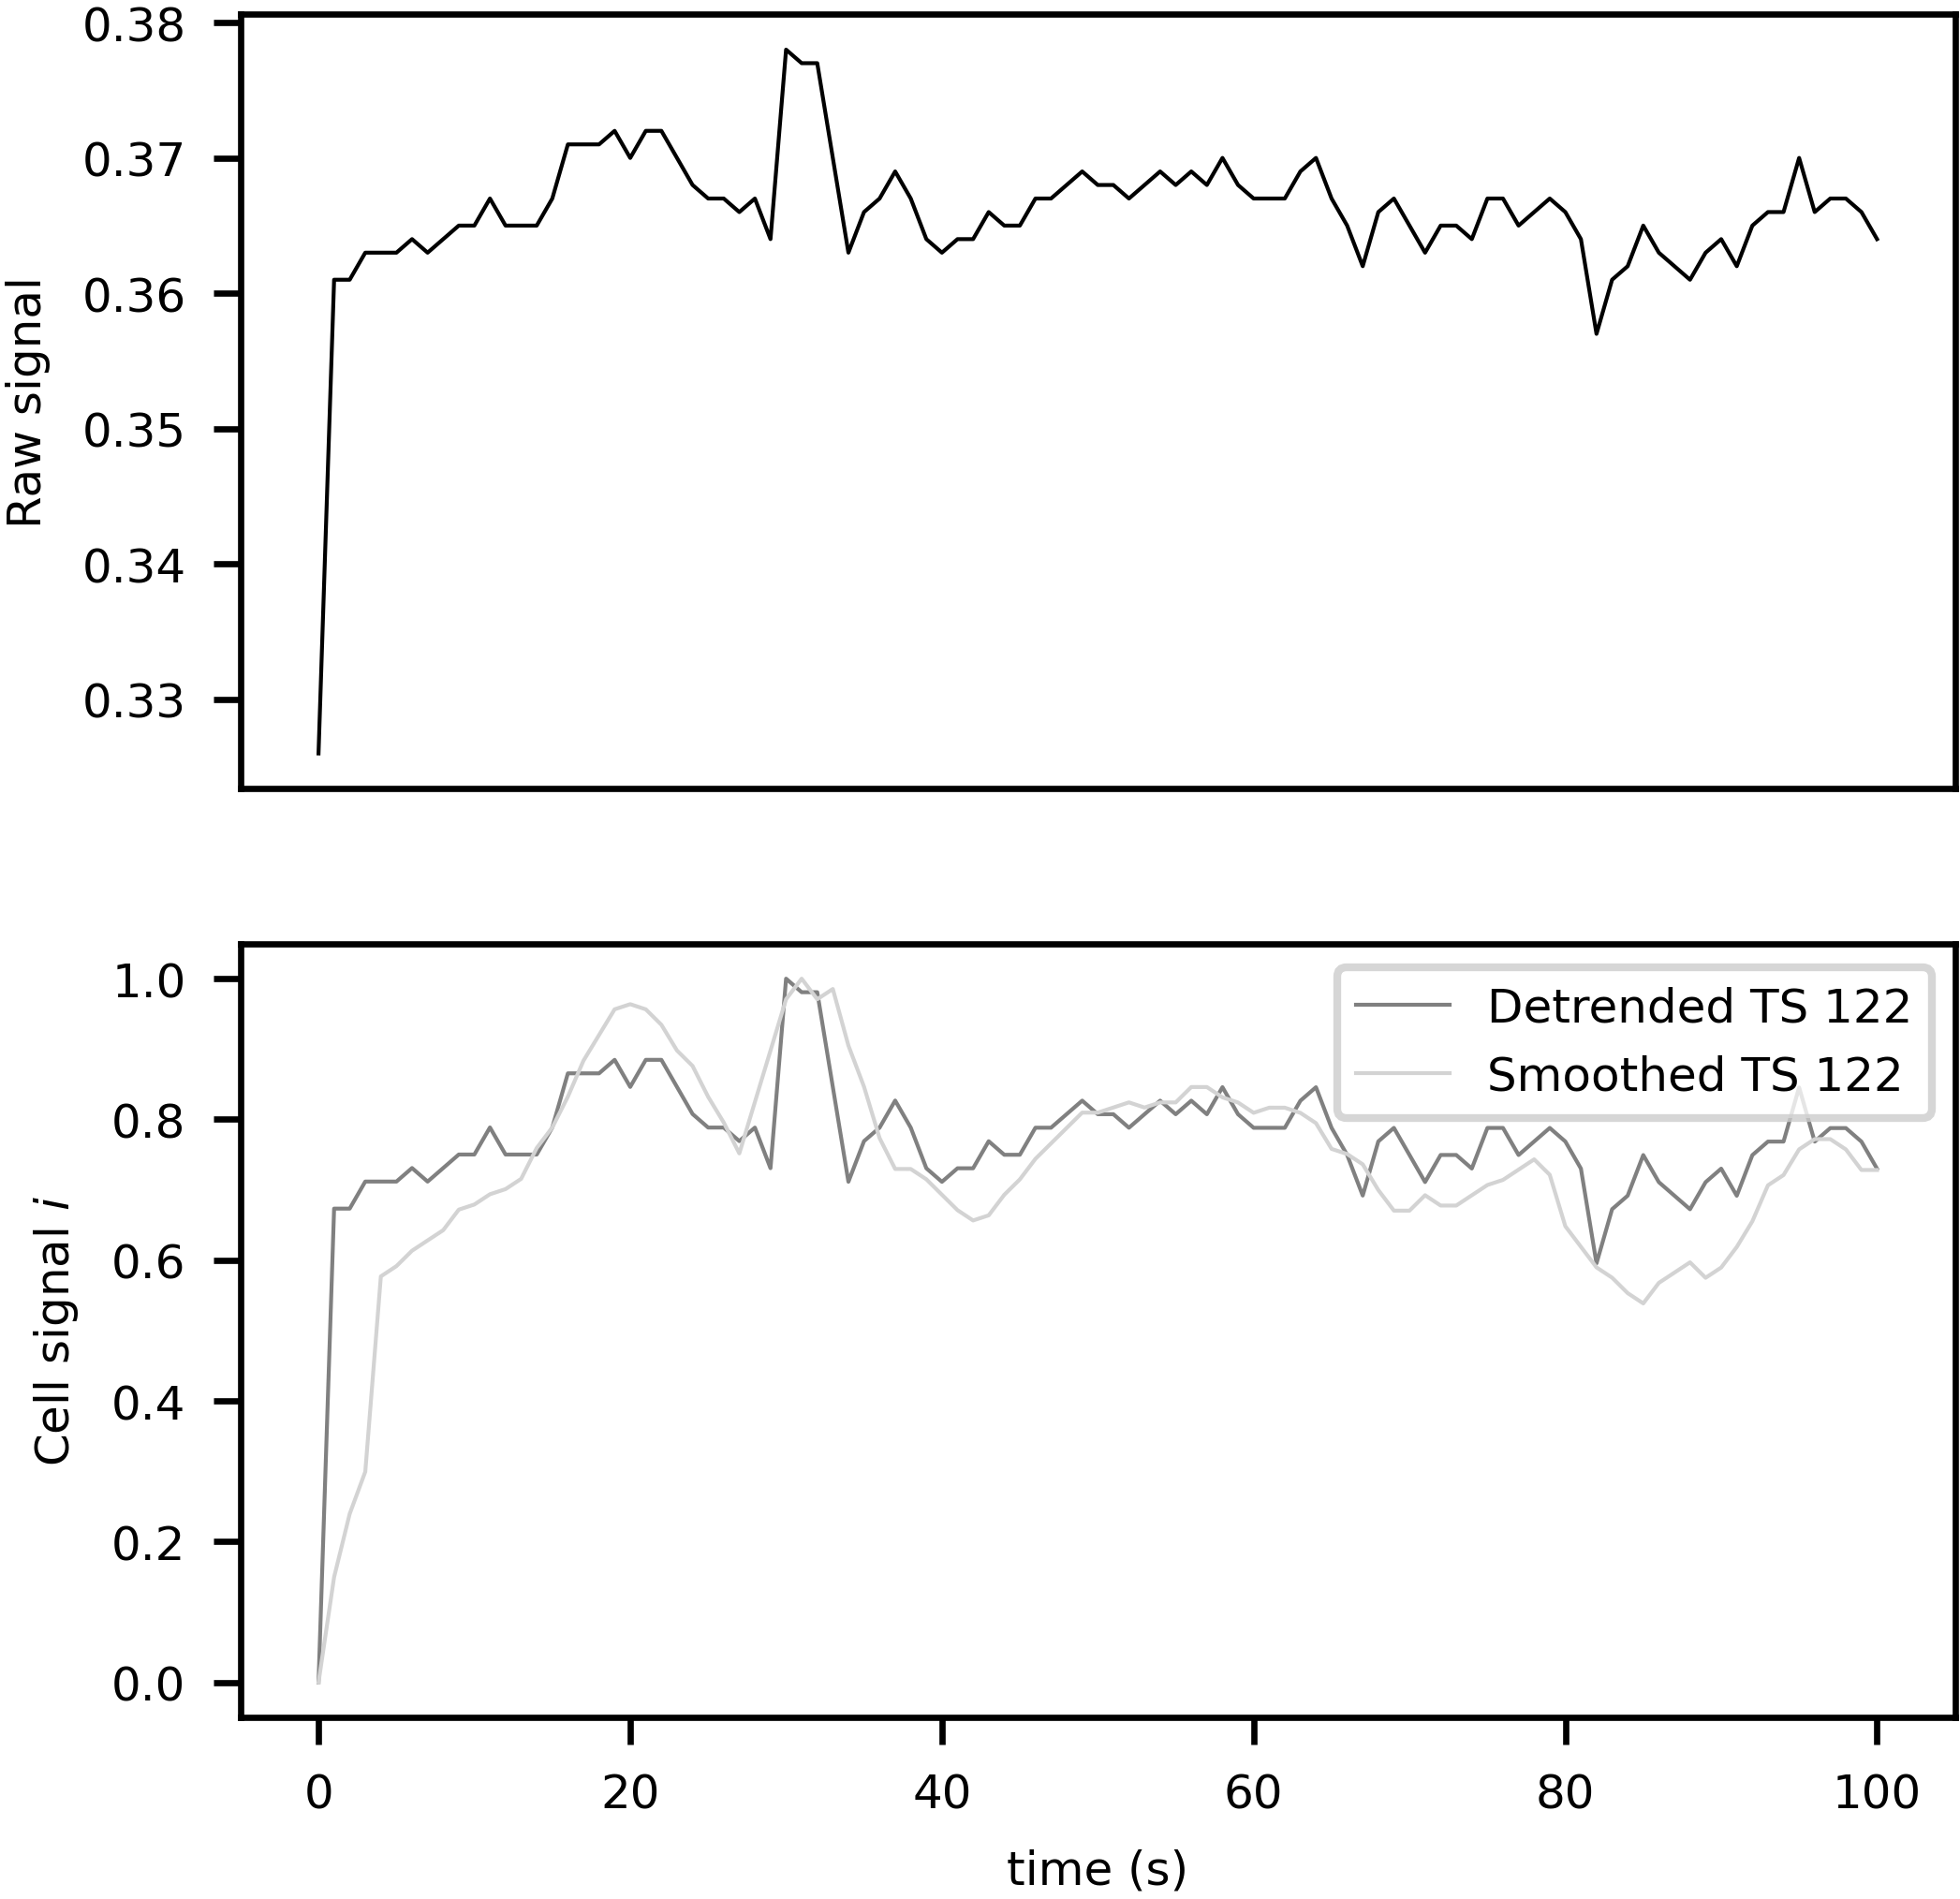 0.38
0.37
0.36
0.35
0.34
0.33
Raw signal
1.0
0.8
0.6
0.4
0.2
0.0
Cell signal i
Detrended TS 122
Smoothed TS 122
0 20 40 60 80 100
time (s)